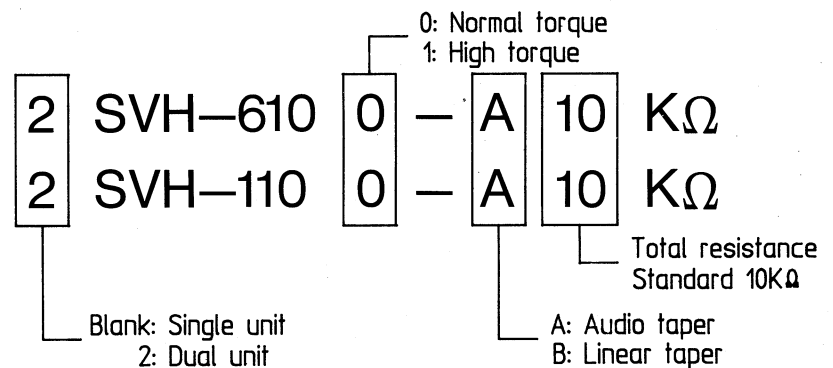 0: Normal torque
1: High torque
2 SVH–610 0 – A 10 KΩ
2 SVH–110 0 – A 10 KΩ
Total resistance
Standard 10KΩ
Blank: Single unit
2: Dual unit
A: Audio taper
B: Linear taper